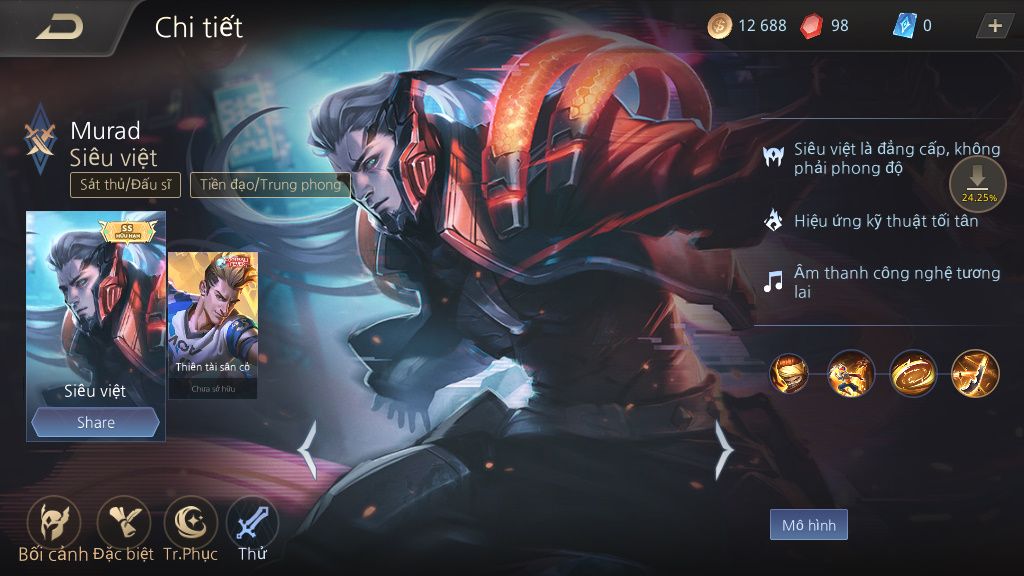 Chi tiết
12 688
98
0
Murad
Siêu việt
Sát thủ/Đấu sĩ
Tiền đạo/Trung phong
SS
HỮU HẠN
Siêu việt
Share
Thiên tài sân cỏ
Chưa sở hữu
AOV
Siêu việt là đẳng cấp, không
phải phong độ
24.25%
Hiệu ứng kỹ thuật tối tân
Âm thanh công nghệ tương
lai
Mô hình
Bối cảnh
Đặc biệt
Tr.Phục
Thử